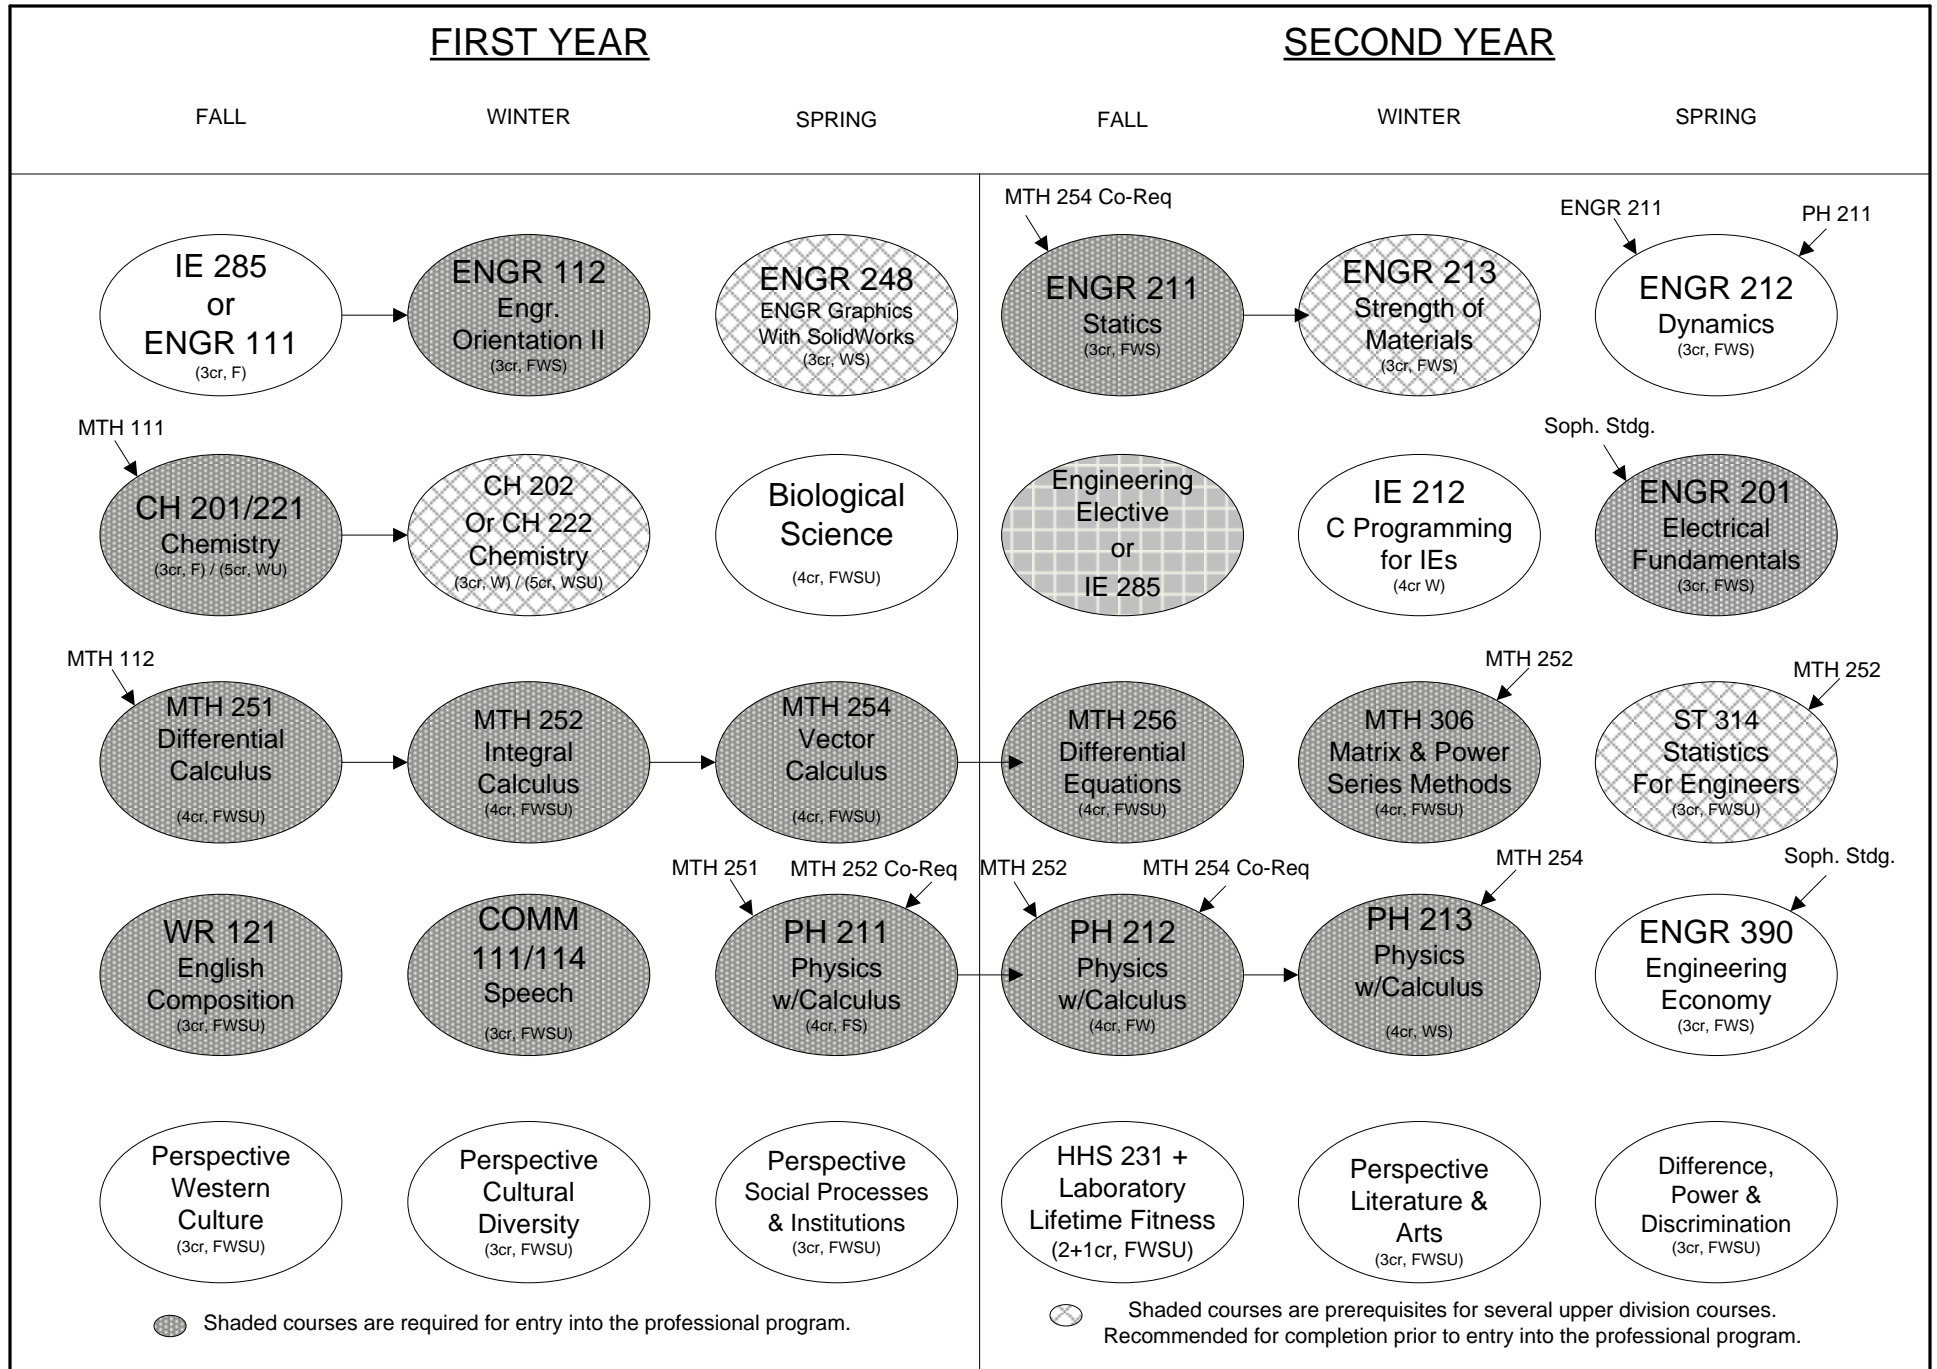 FIRST YEAR
SECOND YEAR
FALL
WINTER
SPRING
FALL
WINTER
SPRING
MTH 254 Co-Req
ENGR 211
PH 211
IE 285
or
ENGR 111
(3cr, F)
ENGR 112
Engr.
Orientation II
(3cr, FWS)
ENGR 248
ENGR Graphics
With SolidWorks
(3cr, WS)
ENGR 211
Statics
(3cr, FWS)
ENGR 213
Strength of
Materials
(3cr, FWS)
ENGR 212
Dynamics
(3cr, FWS)
MTH 111
Soph. Stdg.
CH 201/221
Chemistry
(3cr, F) / (5cr, WU)
CH 202
Or CH 222
Chemistry
(3cr, W) / (5cr, WSU)
Biological
Science
(4cr, FWSU)
Engineering
Elective
or
IE 285
IE 212
C Programming
for IEs
(4cr W)
ENGR 201
Electrical
Fundamentals
(3cr, FWS)
MTH 112
MTH 252
MTH 252
MTH 251
Differential
Calculus
(4cr, FWSU)
MTH 252
Integral
Calculus
(4cr, FWSU)
MTH 254
Vector
Calculus
(4cr, FWSU)
MTH 256
Differential
Equations
(4cr, FWSU)
MTH 306
Matrix & Power
Series Methods
(4cr, FWSU)
ST 314
Statistics
For Engineers
(3cr, FWSU)
MTH 251
MTH 252 Co-Req
MTH 252
MTH 254 Co-Req
MTH 254
Soph. Stdg.
WR 121
English
Composition
(3cr, FWSU)
COMM
111/114
Speech
(3cr, FWSU)
PH 211
Physics
w/Calculus
(4cr, FS)
PH 212
Physics
w/Calculus
(4cr, FW)
PH 213
Physics
w/Calculus
(4cr, WS)
ENGR 390
Engineering
Economy
(3cr, FWS)
Perspective
Western
Culture
(3cr, FWSU)
Perspective
Cultural
Diversity
(3cr, FWSU)
Perspective
Social Processes
& Institutions
(3cr, FWSU)
HHS 231 +
Laboratory
Lifetime Fitness
(2+1cr, FWSU)
Perspective
Literature &
Arts
(3cr, FWSU)
Difference,
Power &
Discrimination
(3cr, FWSU)
Shaded courses are required for entry into the professional program.
Shaded courses are prerequisites for several upper division courses.
Recommended for completion prior to entry into the professional program.